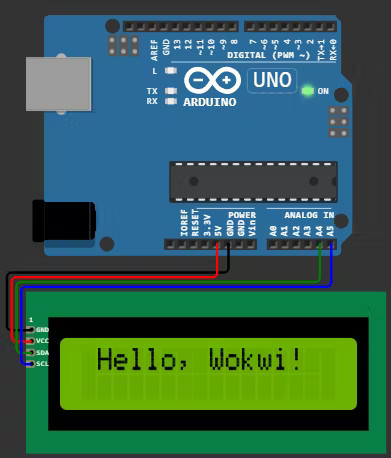 AREF
GND
13
12
~11
~10
~9
8
7
~6
~5
4
~3
2
TX→1
RX←0
DIGITAL (PWM ~)
L
TX
RX
UNO
ON
ARDUINO
POWER
ANALOG IN
IOREF
RESET
3.3V
5V
GND
GND
Vin
A0
A1
A2
A3
A4
A5
1
GND
VCC
SDA
SCL
Hello, Wokwi!